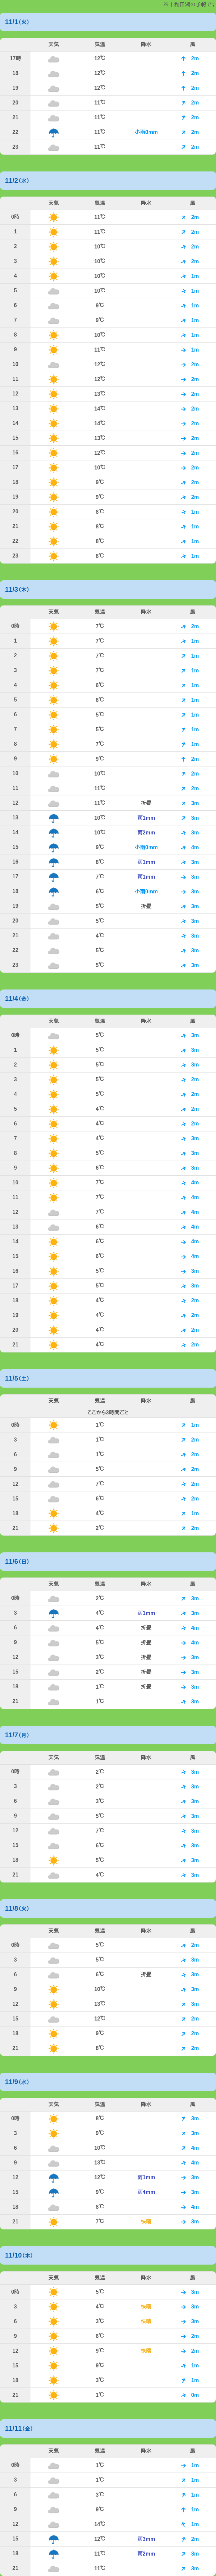 ※十和田湖の予報です
11/1（火）
天気 気温 降水 風
17時 12℃ 2m
18 12℃ 2m
19 12℃ 2m
20 11℃ 2m
21 11℃ 2m
22 11℃ 小雨0mm 2m
23 11℃ 2m
11/2（水）
天気 気温 降水 風
0時 11℃ 2m
1 11℃ 2m
2 10℃ 2m
3 10℃ 2m
4 10℃ 1m
5 10℃ 1m
6 9℃ 1m
7 9℃ 1m
8 10℃ 1m
9 11℃ 1m
10 12℃ 2m
11 12℃ 2m
12 13℃ 2m
13 14℃ 2m
14 14℃ 2m
15 13℃ 2m
16 12℃ 2m
17 10℃ 2m
18 9℃ 2m
19 9℃ 2m
20 8℃ 1m
21 8℃ 1m
22 8℃ 1m
23 8℃ 1m
11/3（木）
天気 気温 降水 風
0時 7℃ 2m
1 7℃ 1m
2 7℃ 1m
3 7℃ 1m
4 6℃ 1m
5 6℃ 1m
6 5℃ 1m
7 5℃ 1m
8 7℃ 1m
9 9℃ 2m
10 10℃ 2m
11 11℃ 2m
12 11℃ 折畳 3m
13 10℃ 雨1mm 3m
14 10℃ 雨2mm 3m
15 9℃ 小雨0mm 4m
16 8℃ 雨1mm 3m
17 7℃ 雨1mm 3m
18 6℃ 小雨0mm 3m
19 5℃ 折畳 3m
20 5℃ 3m
21 4℃ 3m
22 5℃ 3m
23 5℃ 3m
11/4（金）
天気 気温 降水 風
0時 5℃ 3m
1 5℃ 3m
2 5℃ 3m
3 5℃ 2m
4 5℃ 2m
5 4℃ 2m
6 4℃ 2m
7 4℃ 3m
8 5℃ 3m
9 6℃ 3m
10 7℃ 4m
11 7℃ 4m
12 7℃ 4m
13 6℃ 4m
14 6℃ 4m
15 6℃ 4m
16 5℃ 3m
17 5℃ 3m
18 4℃ 2m
19 4℃ 2m
20 4℃ 2m
21 4℃ 2m
11/5（土）
天気 気温 降水 風
ここから3時間ごと
0時 1℃ 1m
3 1℃ 2m
6 1℃ 2m
9 5℃ 2m
12 7℃ 2m
15 6℃ 2m
18 4℃ 1m
21 2℃ 2m
11/6（日）
天気 気温 降水 風
0時 2℃ 3m
3 4℃ 雨1mm 3m
6 4℃ 折畳 4m
9 5℃ 折畳 4m
12 3℃ 折畳 3m
15 2℃ 折畳 3m
18 1℃ 折畳 3m
21 1℃ 3m
11/7（月）
天気 気温 降水 風
0時 2℃ 3m
3 2℃ 3m
6 3℃ 3m
9 5℃ 3m
12 7℃ 3m
15 6℃ 3m
18 5℃ 3m
21 4℃ 3m
11/8（火）
天気 気温 降水 風
0時 5℃ 2m
3 5℃ 3m
6 6℃ 折畳 3m
9 10℃ 3m
12 13℃ 3m
15 12℃ 2m
18 9℃ 2m
21 8℃ 2m
11/9（水）
天気 気温 降水 風
0時 8℃ 3m
3 9℃ 3m
6 10℃ 4m
9 13℃ 4m
12 12℃ 雨1mm 3m
15 9℃ 雨4mm 3m
18 8℃ 4m
21 7℃ 快晴 3m
11/10（木）
天気 気温 降水 風
0時 5℃ 3m
3 4℃ 快晴 3m
6 3℃ 快晴 3m
9 6℃ 2m
12 9℃ 快晴 2m
15 9℃ 1m
18 3℃ 1m
21 1℃ 0m
11/11（金）
天気 気温 降水 風
0時 1℃ 1m
3 1℃ 1m
6 3℃ 1m
9 9℃ 1m
12 14℃ 1m
15 12℃ 雨3mm 2m
18 11℃ 雨2mm 3m
21 11℃ 3m